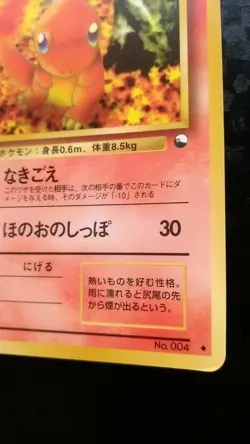 ポケモン：身長0.6m、体重8.5kg
なきごえ
このワザを受けた相手は、次の相手の番でこのカードにダ
メージを与える時、そのダメージが「-10」される
ほのおのしっぽ 30
にげる
熱いものを好む性格。
雨に濡れると尻尾の先
から煙が出るという。
No. 004